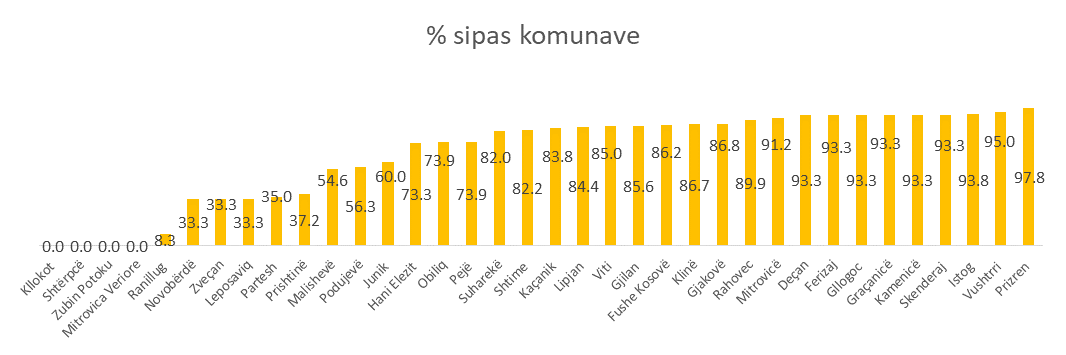 % sipas komunave
0.0
0.0
0.0
0.0
8.3
33.3
33.3
33.3
35.0
37.2
54.6
56.3
60.0
73.3
73.9
73.9
82.0
82.2
83.8
84.4
85.0
85.6
86.2
86.7
86.8
89.9
91.2
93.3
93.3
93.3
93.3
93.3
93.3
93.8
95.0
97.8
Kllokot
Shtërpcë
Zubin Potoku
Mitrovica Veriore
Ranillug
Novobërdë
Zveçan
Leposaviq
Partesh
Prishtinë
Malishevë
Podujevë
Junik
Hani Elezit
Obiliq
Pejë
Suharekë
Shtime
Kaçanik
Lipjan
Viti
Gjilan
Fushe Kosovë
Klinë
Gjakovë
Rahovec
Mitrovicë
Deçan
Ferizaj
Gllogoc
Graçanicë
Kamenicë
Skenderaj
Istog
Vushtrri
Prizren